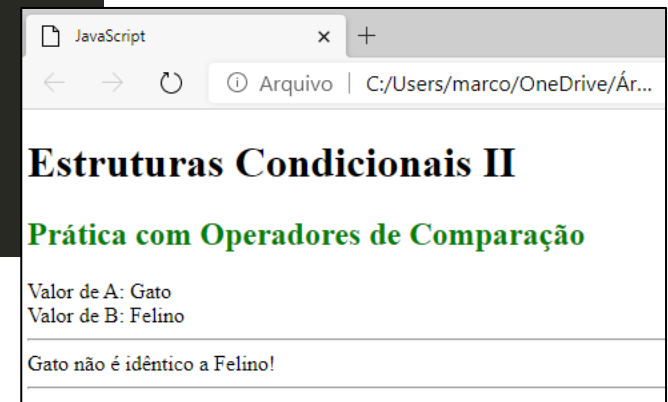 JavaScript
Arquivo | C:/Users/marco/OneDrive/Ár...
Estruturas Condicionais II
Prática com Operadores de Comparação
Valor de A: Gato
Valor de B: Felino
Gato não é idêntico a Felino!